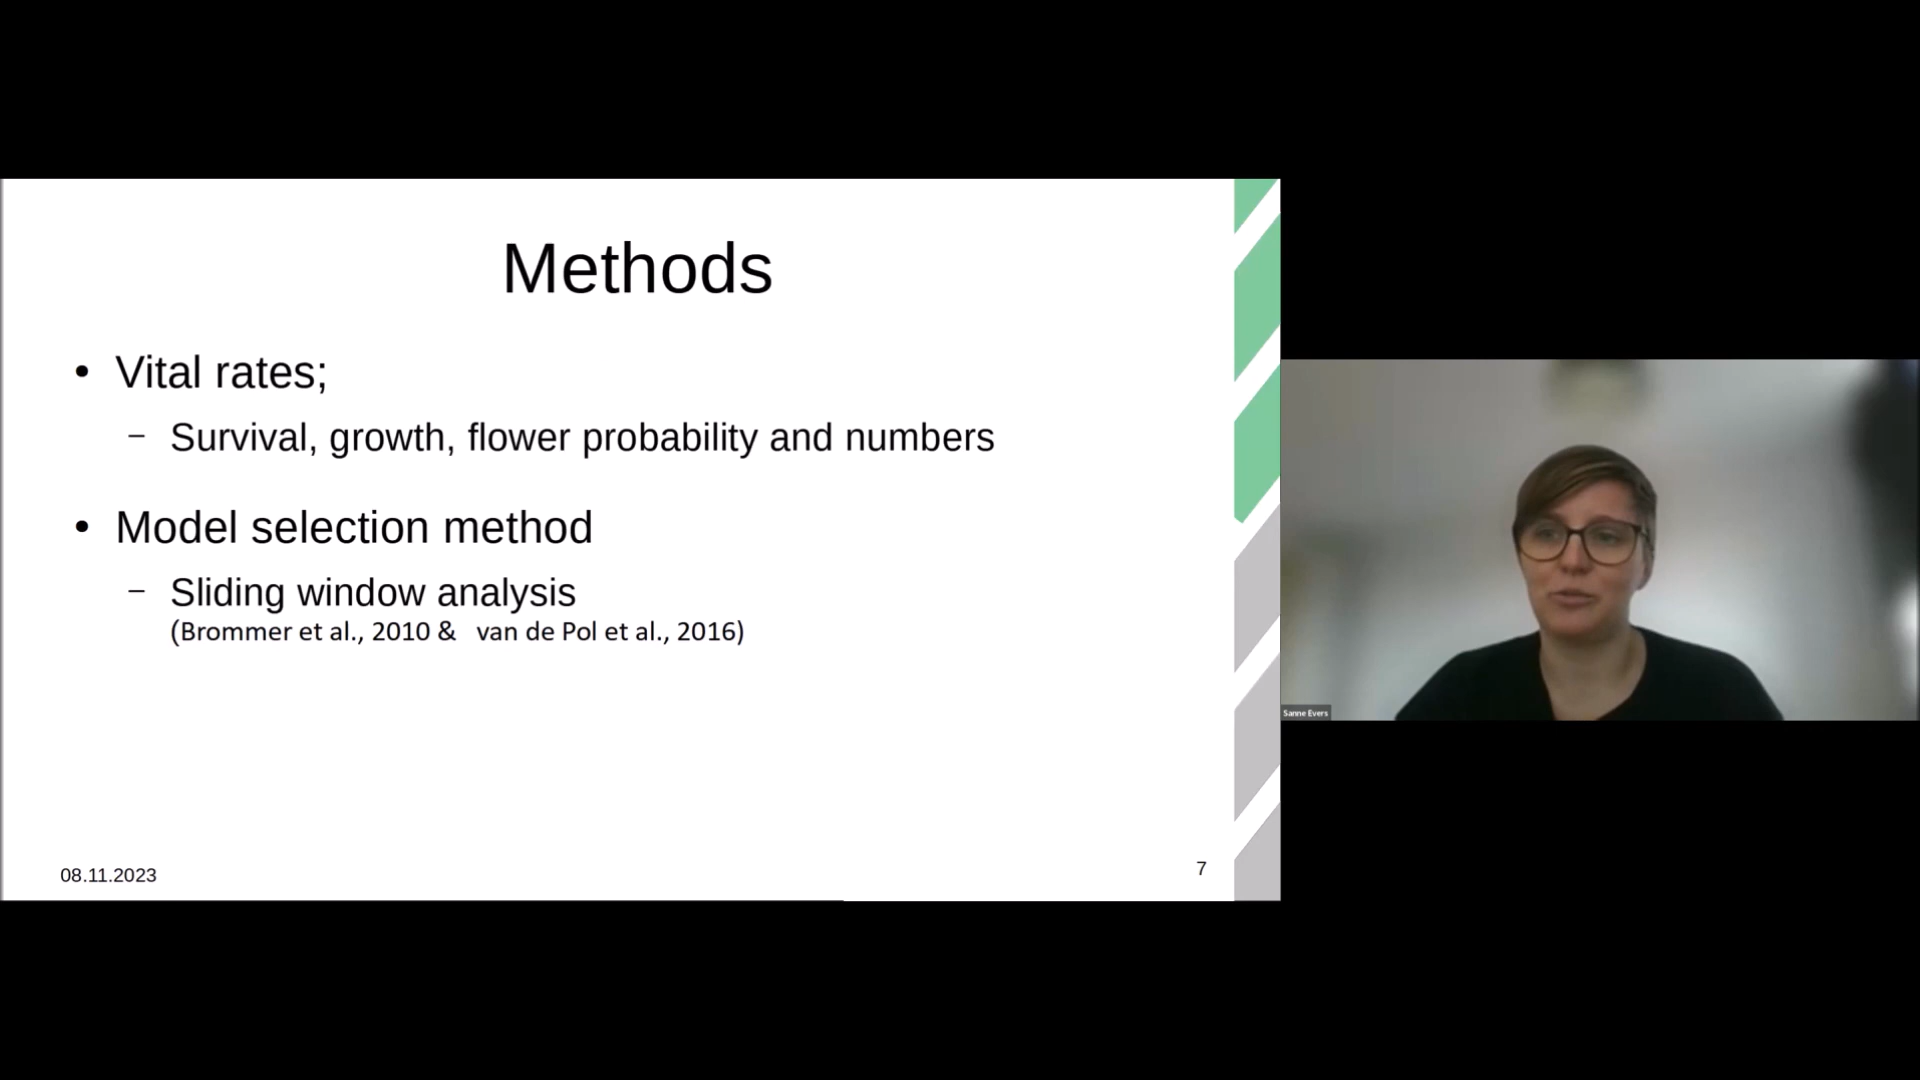 Methods
• Vital rates;
– Survival, growth, flower probability and numbers
• Model selection method
– Sliding window analysis
(Brommer et al., 2010 & van de Pol et al., 2016)
08.11.2023
7
Sanne Evers